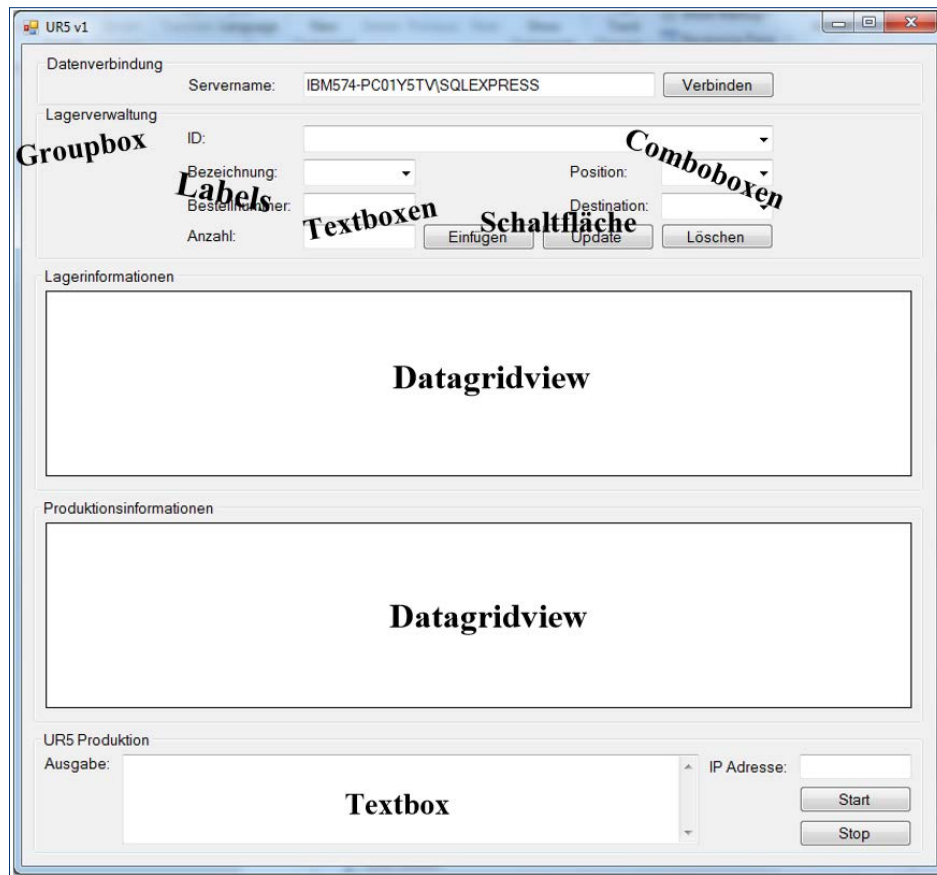 UR5 v1
Datenverbindung
Servername: IBM574-PC01Y5TV\SQLEXPRESS Verbinden
Lagerverwaltung
ID:
Groupbox
Comboboxen
Bezeichnung: Position:
Labels
Bestellnummer: Destination:
Textboxen
Schaltfläche
Anzahl: Einfügen Update Löschen
Lagerinformationen
Datagridview
Produktionsinformationen
Datagridview
UR5 Produktion
Ausgabe: IP Adresse:
Textbox
Start
Stop